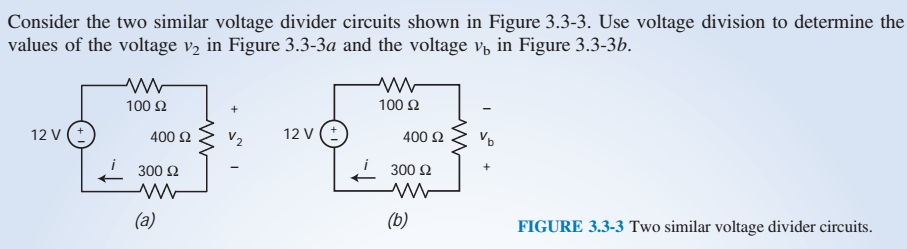 Consider the two similar voltage divider circuits shown in Figure 3.3-3. Use voltage division to determine the
values of the voltage v₂ in Figure 3.3-3a and the voltage v_b in Figure 3.3-3b.
100 Ω
12 V
+
−
400 Ω
+
v₂
−
i
300 Ω
(a)
100 Ω
12 V
+
−
400 Ω
−
v_b
+
i
300 Ω
(b)
FIGURE 3.3-3 Two similar voltage divider circuits.